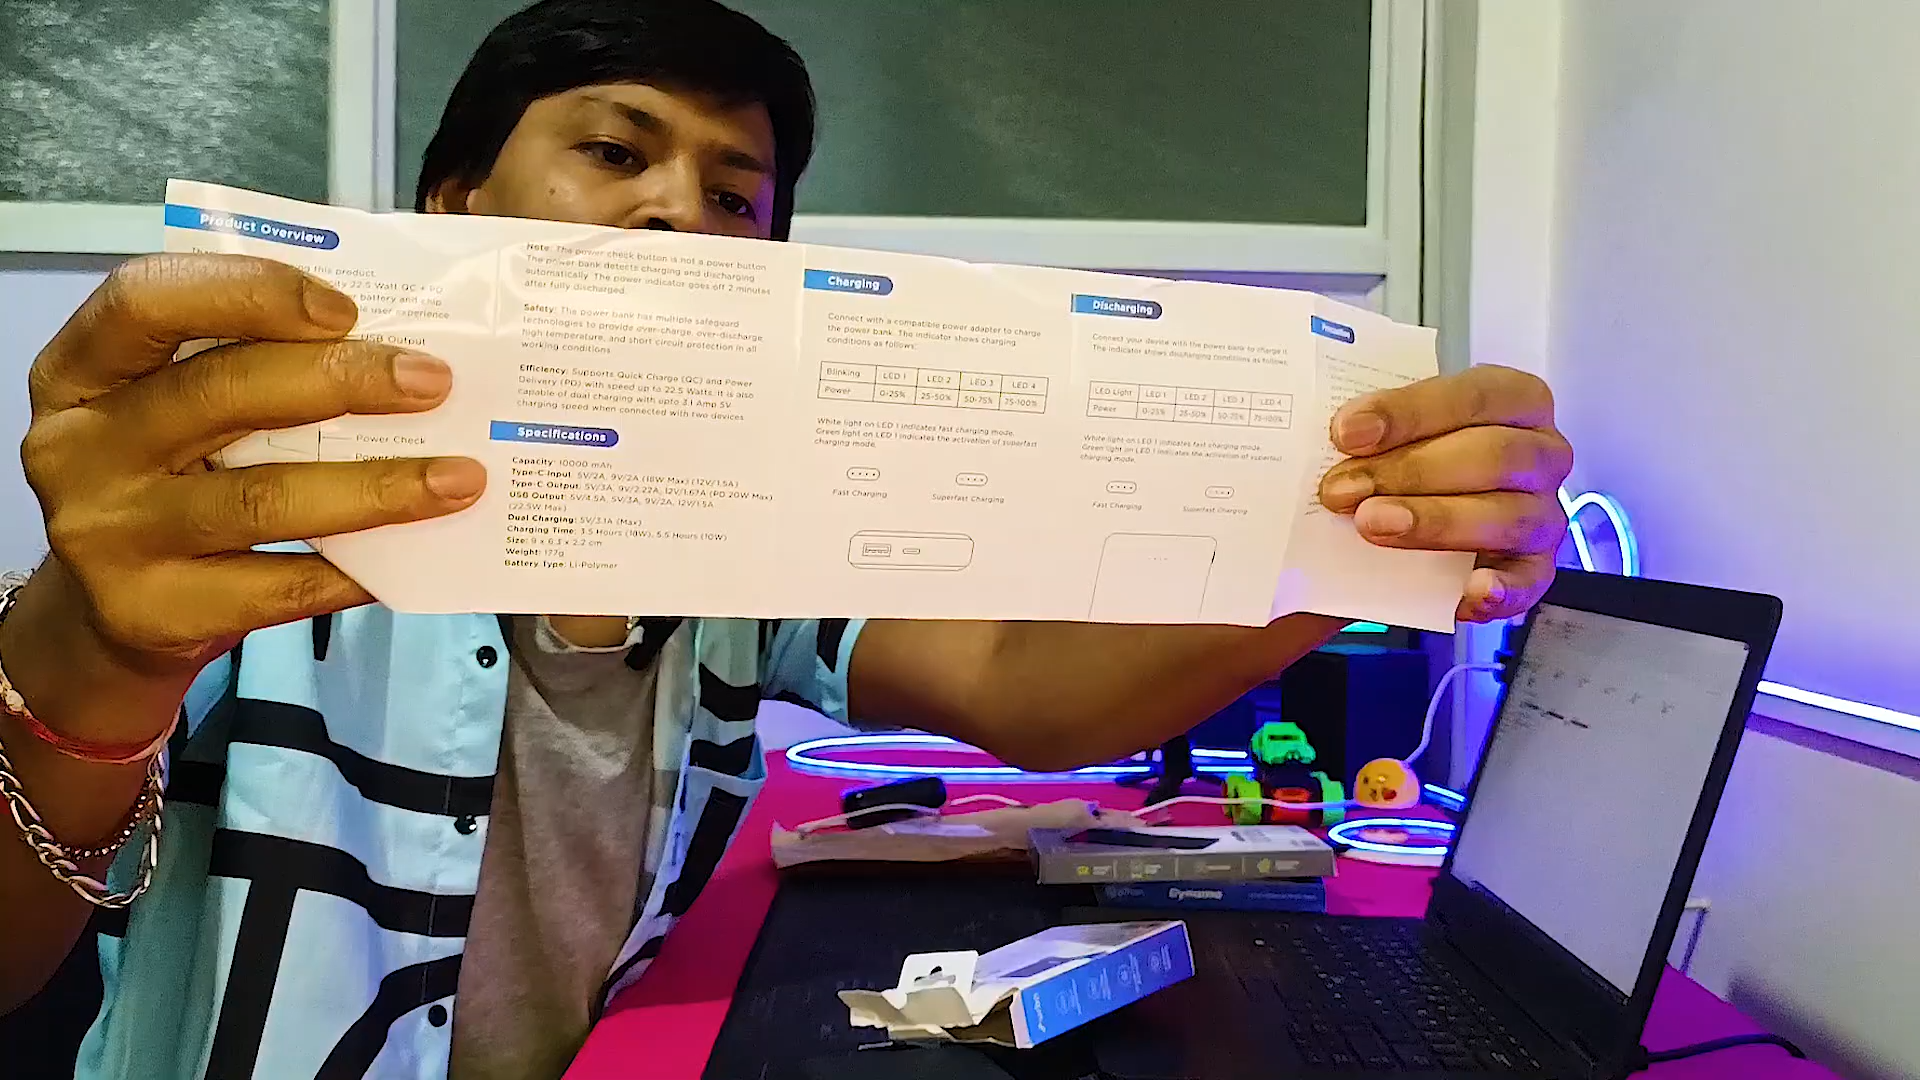 Product Overview
ng this product.
22.5 Watt QC + PD
battery and chip
user experience
USB Output
Power Check
Note: The power check button is not a power button
The power bank detects charging and discharging
automatically. The power indicator goes off 2 minutes
after fully discharged.
Safety: The power bank has multiple safeguard
technologies to provide over-charge, over-discharge,
high temperature, and short circuit protection in all
working conditions
Efficiency: Supports Quick Charge (QC) and Power
Delivery (PD) with speed up to 22.5 Watts. It is also
capable of dual charging with upto 3.1 Amp 5V
charging speed when connected with two devices
Specifications
Capacity: 10000 mAh
Type-C Input: 5V/2A, 9V/2A (18W Max) (12V/1.5A)
Type-C Output: 5V/3A, 9V/2.22A, 12V/1.67A (PD 20W Max)
USB Output: 5V/4.5A, 5V/3A, 9V/2A, 12V/1.5A
(22.5W Max)
Dual Charging: 5V/3.1A (Max)
Charging Time: 3.5 Hours (18W), 5.5 Hours (10W)
Size: 9 x 6.3 x 2.2 cm
Weight: 177g
Battery Type: Li-Polymer
Charging
Connect with a compatible power adapter to charge
the power bank. The indicator shows charging
conditions as follows:
Blinking LED 1 LED 2 LED 3 LED 4
Power 0-25% 25-50% 50-75% 75-100%
White light on LED 1 indicates fast charging mode.
Green light on LED 1 indicates the activation of superfast
charging mode.
Fast Charging Superfast Charging
Discharging
Connect your device with the power bank to charge it.
The indicator shows discharging conditions as follows:
LED Light LED 1 LED 2 LED 3 LED 4
Power 0-25% 25-50% 50-75% 75-100%
White light on LED 1 indicates fast charging mode.
Green light on LED 1 indicates the activation of superfast
charging mode.
Fast Charging Superfast Charging
Precaution
Dynamo